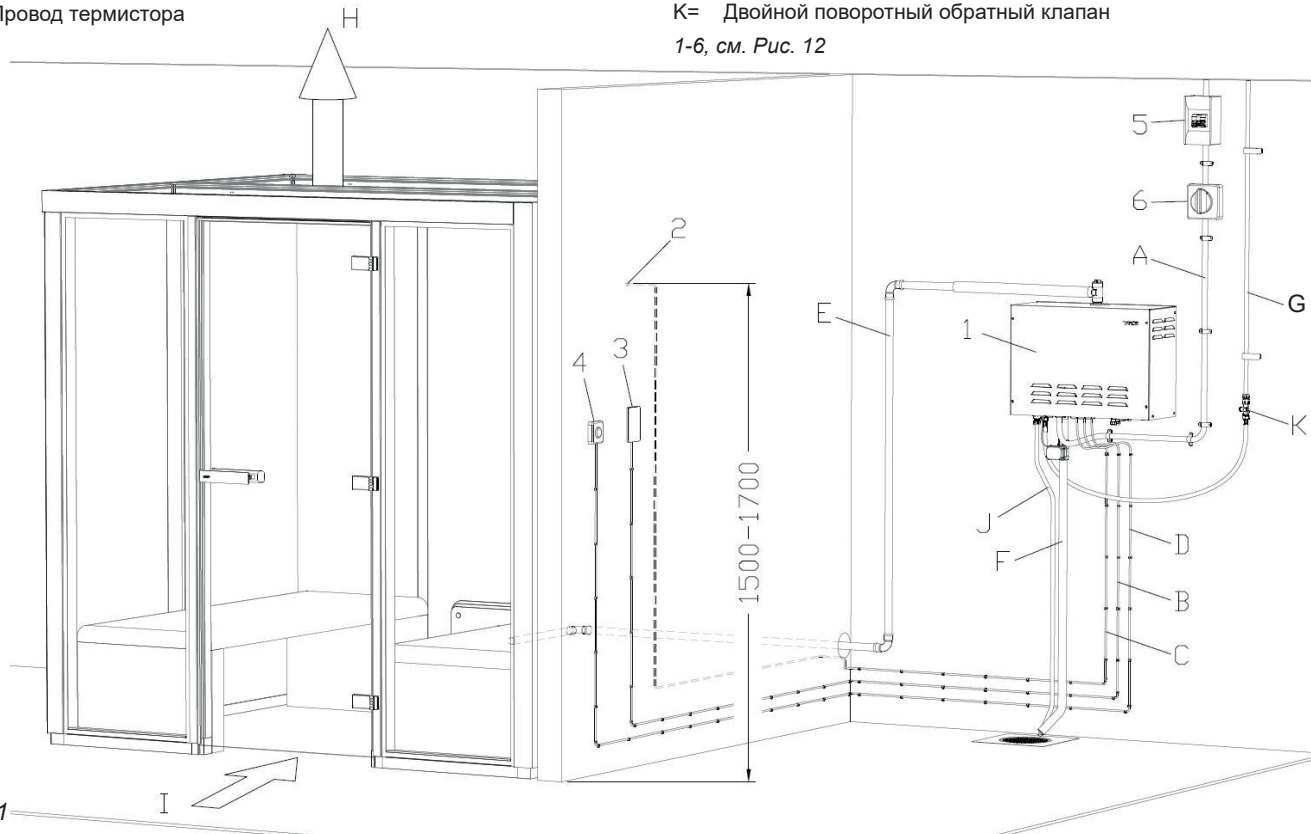 Провод термистора
K= Двойной поворотный обратный клапан
1-6, см. Рис. 12
H
5
6
2
A
G
E
1
3
4
K
1500-1700
J
D
F
B
C
I
1